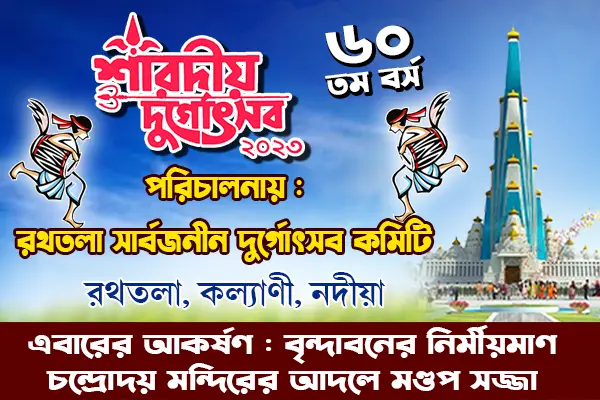 শারদীয়
দুর্গোৎসব
২০২৩
৬০
তম বর্স
পরিচালনায় :
রথতলা সার্বজনীন দুর্গোৎসব কমিটি
রথতলা, কল্যাণী, নদীয়া
এবারের আকর্ষণ : বৃন্দাবনের নির্মীয়মাণ
চন্দ্রোদয় মন্দিরের আদলে মণ্ডপ সজ্জা